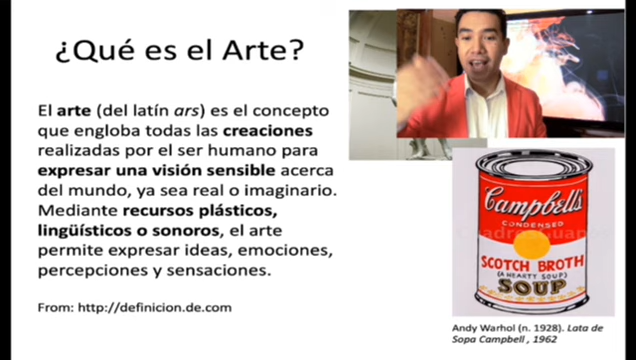 ¿Qué es el Arte?
El arte (del latín ars) es el concepto
que engloba todas las creaciones
realizadas por el ser humano para
expresar una visión sensible acerca
del mundo, ya sea real o imaginario.
Mediante recursos plásticos,
lingüísticos o sonoros, el arte
permite expresar ideas, emociones,
percepciones y sensaciones.
From: http://definicion.de.com
Campbell's
CONDENSED
SCOTCH BROTH
(A HEARTY SOUP)
SOUP
Andy Warhol (n. 1928). Lata de
Sopa Campbell , 1962